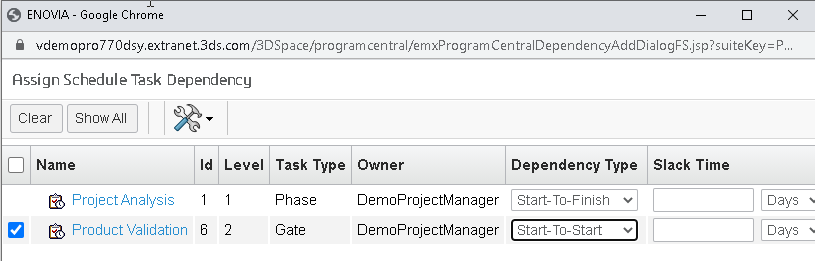 ENOVIA - Google Chrome
vdemopro770dsy.extranet.3ds.com/3DSpace/programcentral/emxProgramCentralDependencyAddDialogFS.jsp?suiteKey=P...
Assign Schedule Task Dependency
Clear Show All
Name Id Level Task Type Owner Dependency Type Slack Time
Project Analysis 1 1 Phase DemoProjectManager Start-To-Finish Days
Product Validation 6 2 Gate DemoProjectManager Start-To-Start Days